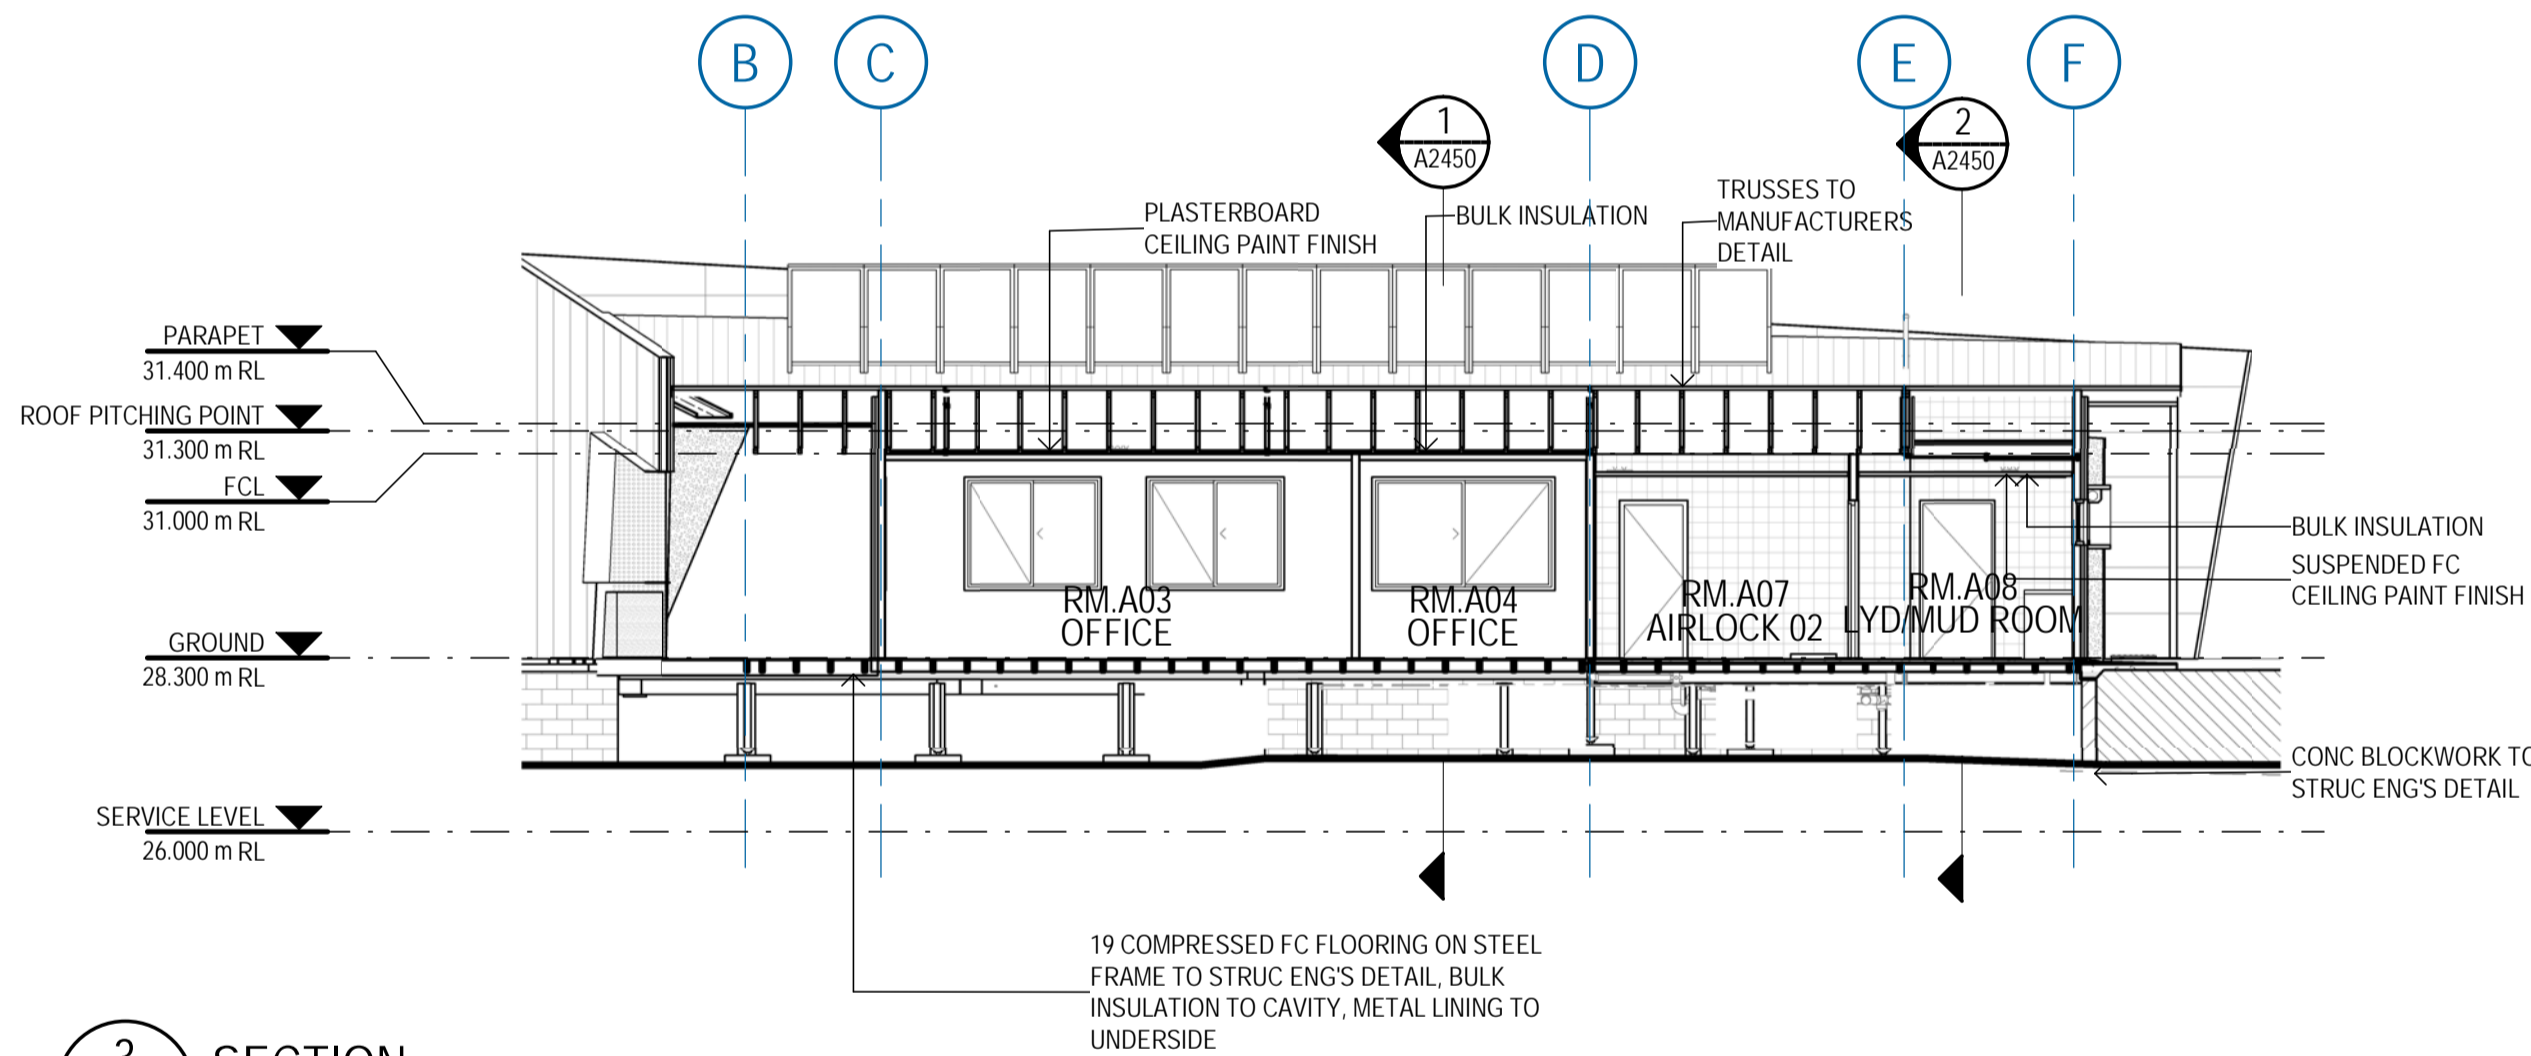 B
C
D
E
F
1
A2450
2
A2450
TRUSSES TO
MANUFACTURERS
DETAIL
PLASTERBOARD
CEILING PAINT FINISH
BULK INSULATION
PARAPET
31.400 m RL
ROOF PITCHING POINT
31.300 m RL
FCL
31.000 m RL
GROUND
28.300 m RL
SERVICE LEVEL
26.000 m RL
RM.A03
OFFICE
RM.A04
OFFICE
RM.A07
AIRLOCK 02
RM.A08
LYD/MUD ROOM
BULK INSULATION
SUSPENDED FC
CEILING PAINT FINISH
CONC BLOCKWORK TO
STRUC ENG'S DETAIL
19 COMPRESSED FC FLOORING ON STEEL
FRAME TO STRUC ENG'S DETAIL, BULK
INSULATION TO CAVITY, METAL LINING TO
UNDERSIDE
SECTION